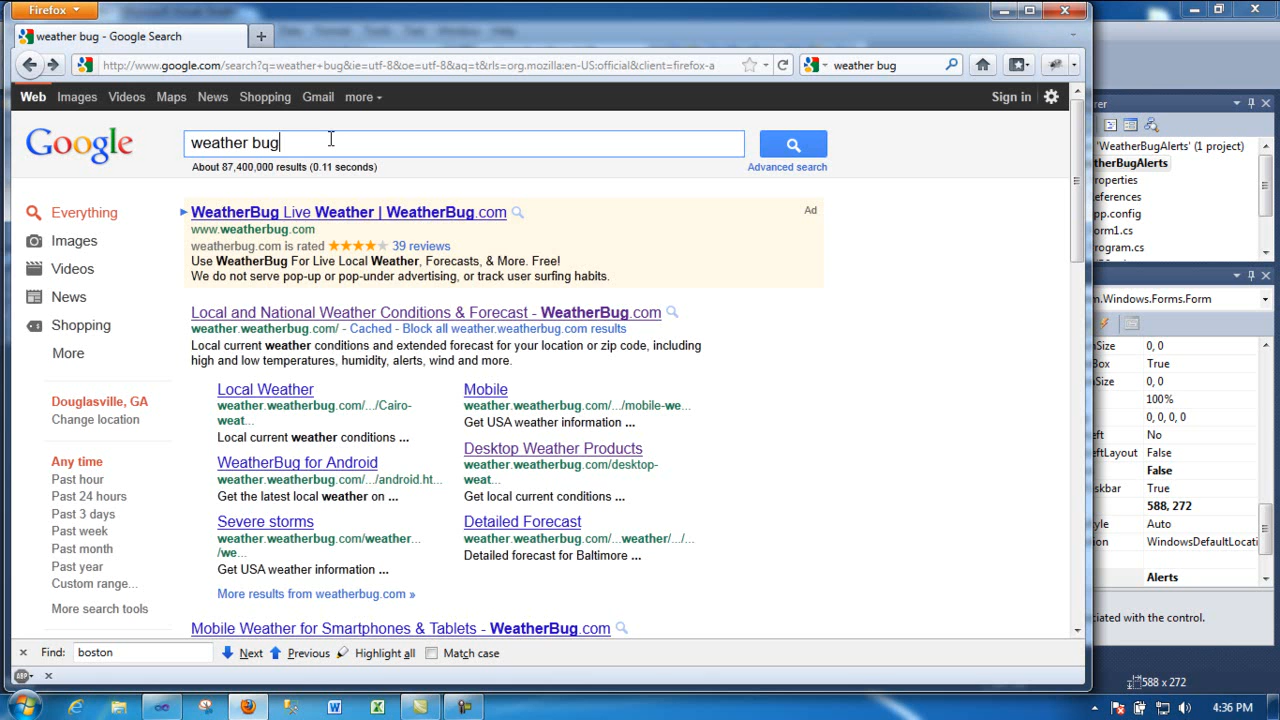 Firefox
weather bug - Google Search
http://www.google.com/search?q=weather+bug&ie=utf-8&oe=utf-8&aq=t&rls=org.mozilla:en-US:official&client=firefox-a
weather bug
Web Images Videos Maps News Shopping Gmail more
Sign in
Google
weather bug
About 87,400,000 results (0.11 seconds)
Advanced search
Everything
Images
Videos
News
Shopping
More
Douglasville, GA
Change location
Any time
Past hour
Past 24 hours
Past 3 days
Past week
Past month
Past year
Custom range...
More search tools
WeatherBug Live Weather | WeatherBug.com
Ad
www.weatherbug.com
weatherbug.com is rated 39 reviews
Use WeatherBug For Live Local Weather, Forecasts, & More. Free!
We do not serve pop-up or pop-under advertising, or track user surfing habits.
Local and National Weather Conditions & Forecast - WeatherBug.com
weather.weatherbug.com/ - Cached - Block all weather.weatherbug.com results
Local current weather conditions and extended forecast for your location or zip code, including
high and low temperatures, humidity, alerts, wind and more.
Local Weather
weather.weatherbug.com/.../Cairo-
weat...
Local current weather conditions ...
WeatherBug for Android
weather.weatherbug.com/.../android.ht...
Get the latest local weather on ...
Severe storms
weather.weatherbug.com/weather...
/we...
Get USA weather information ...
Mobile
weather.weatherbug.com/.../mobile-we...
Get USA weather information ...
Desktop Weather Products
weather.weatherbug.com/desktop-
weat...
Get local current conditions ...
Detailed Forecast
weather.weatherbug.com/...weather/.../...
Detailed forecast for Baltimore ...
More results from weatherbug.com »
Mobile Weather for Smartphones & Tablets - WeatherBug.com
Find: boston Next Previous Highlight all Match case
ABP
rer
'WeatherBugAlerts' (1 project)
therBugAlerts
roperties
eferences
pp.config
orm1.cs
rogram.cs
m.Windows.Forms.Form
nSize 0, 0
Box True
nSize 0, 0
100%
0, 0, 0, 0
eft No
eftLayout False
False
skbar True
588, 272
tyle Auto
ion WindowsDefaultLocati
Alerts
ociated with the control.
588 x 272
4:36 PM